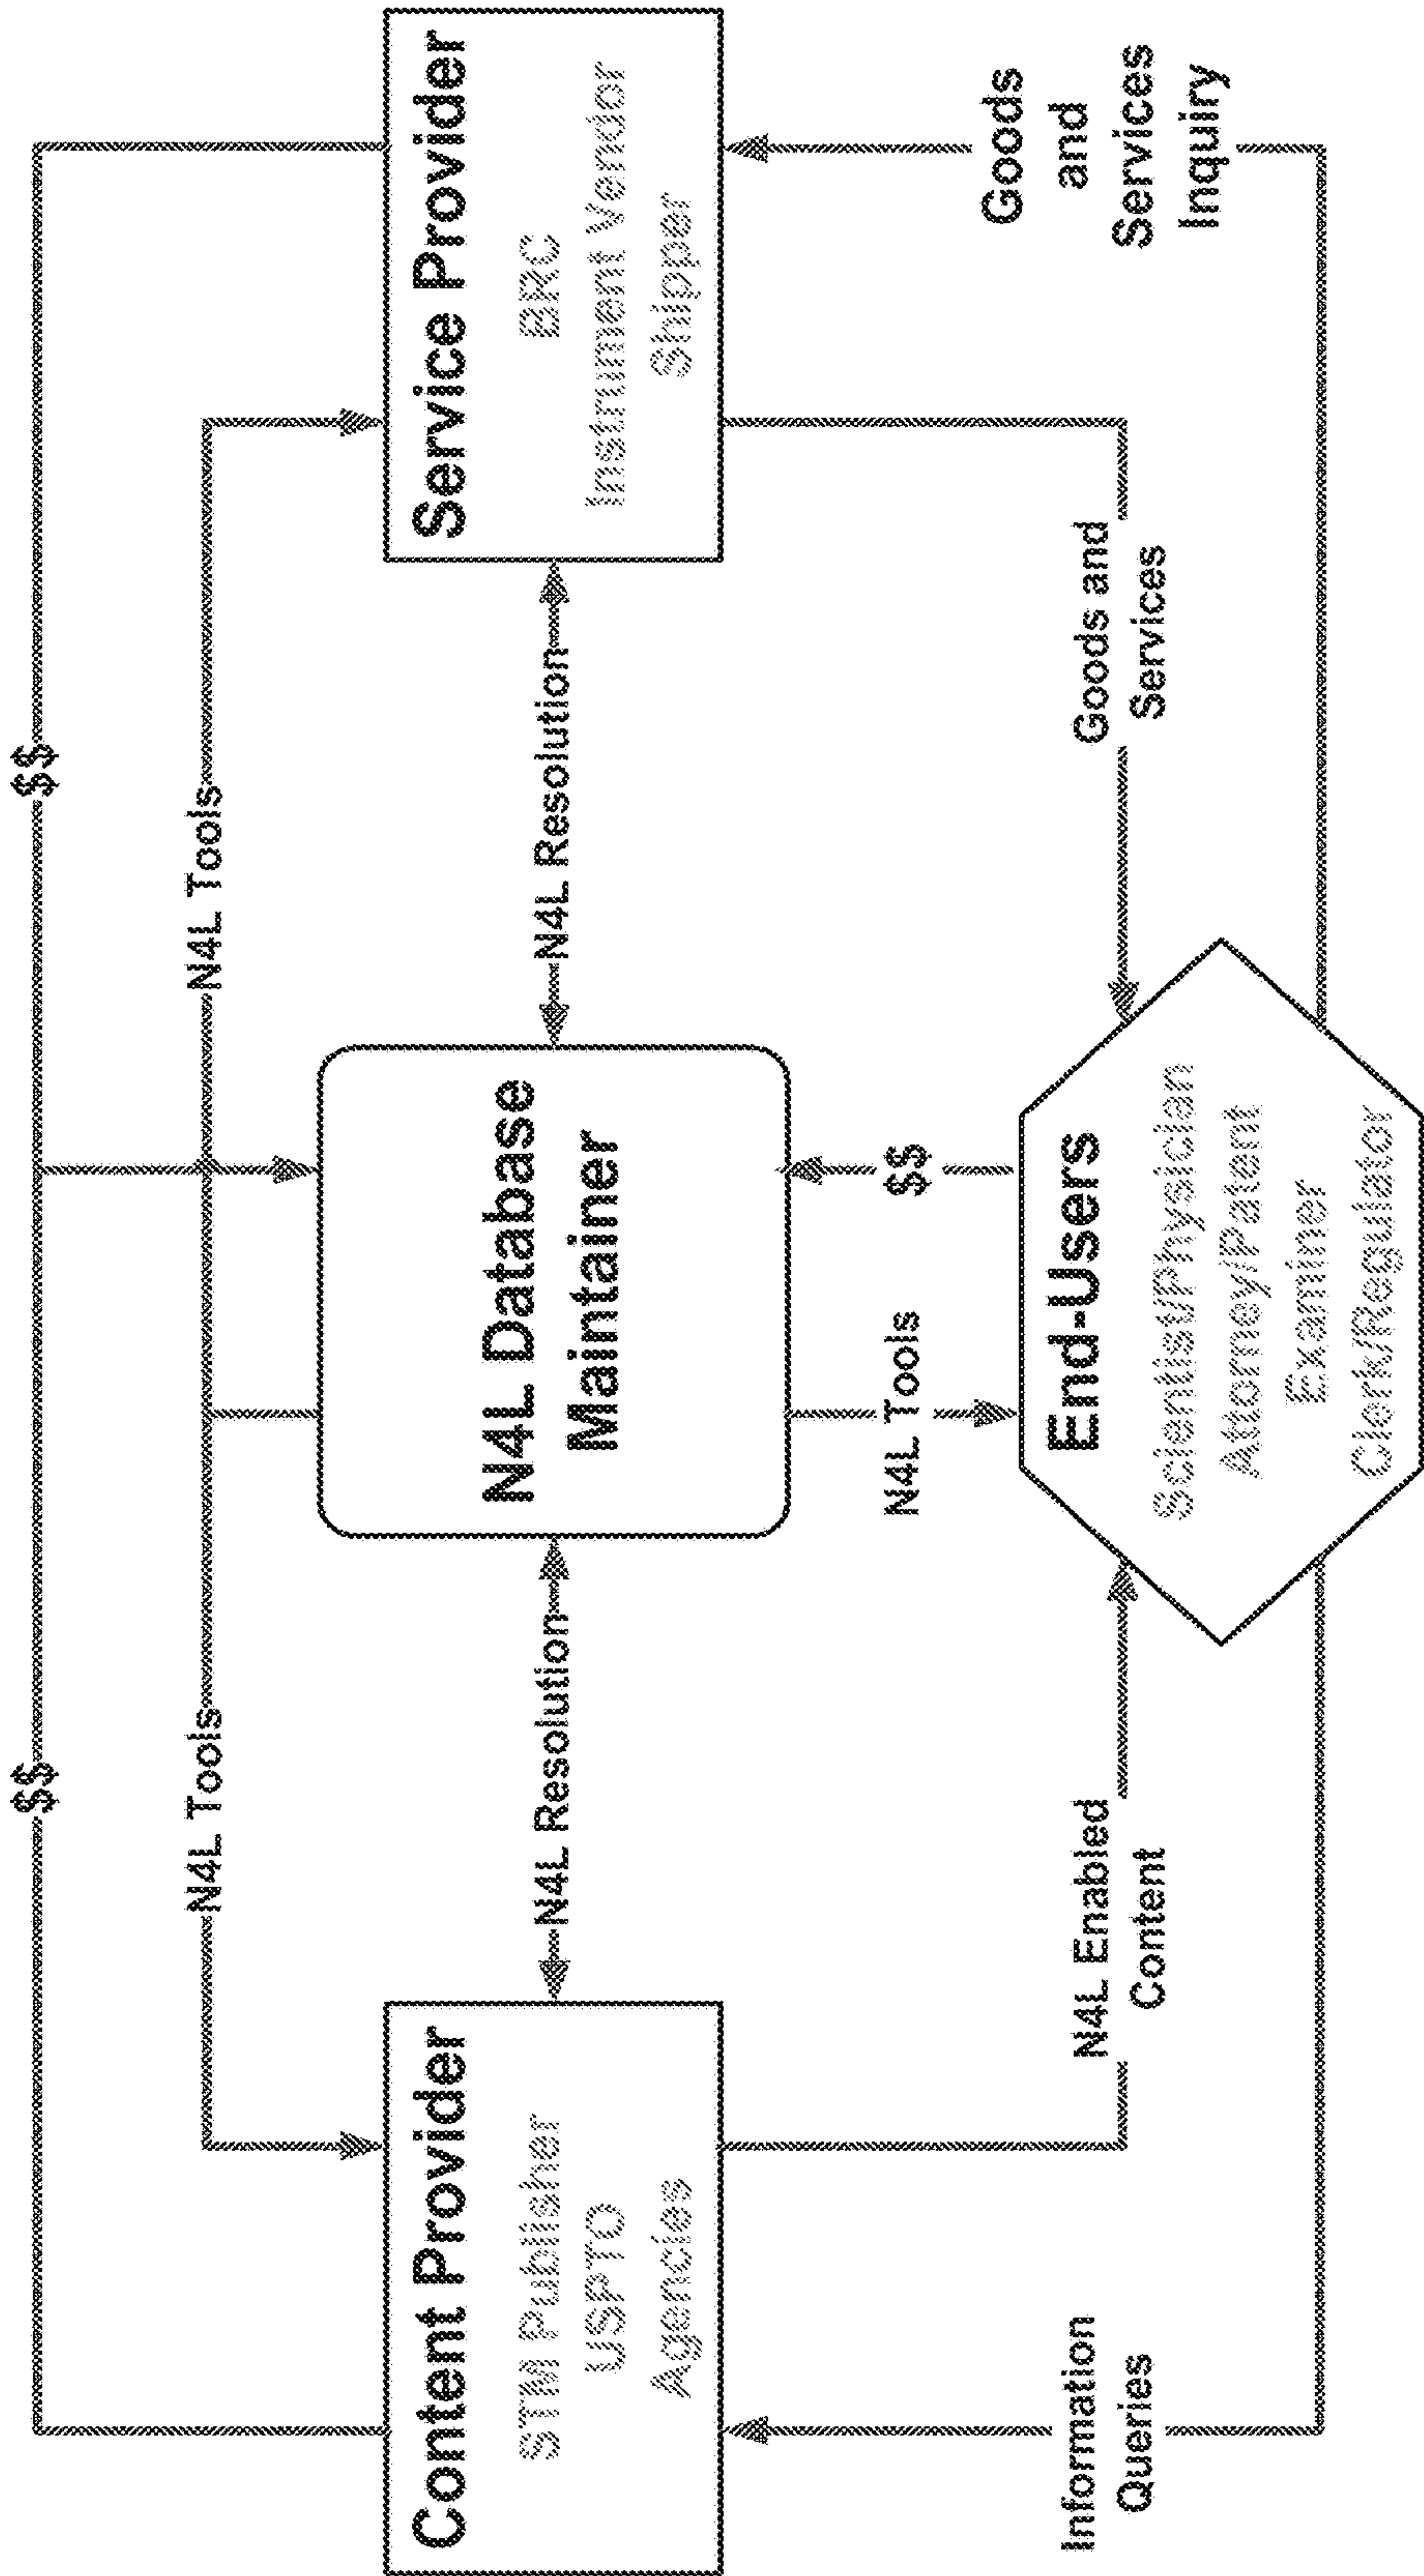 $$
$$
N4L Tools
N4L Tools
Content Provider
STM Publisher
USPTO
Agencies
N4L Resolution
N4L Database
Maintainer
N4L Resolution
Service Provider
BRC
Instrument Vendor
Shipper
N4L Tools
$$
Information
Queries
N4L Enabled
Content
End-Users
Scientist/Physician
Attorney/Patent
Examiner
Clerk/Regulator
Goods and
Services
Goods
and
Services
Inquiry